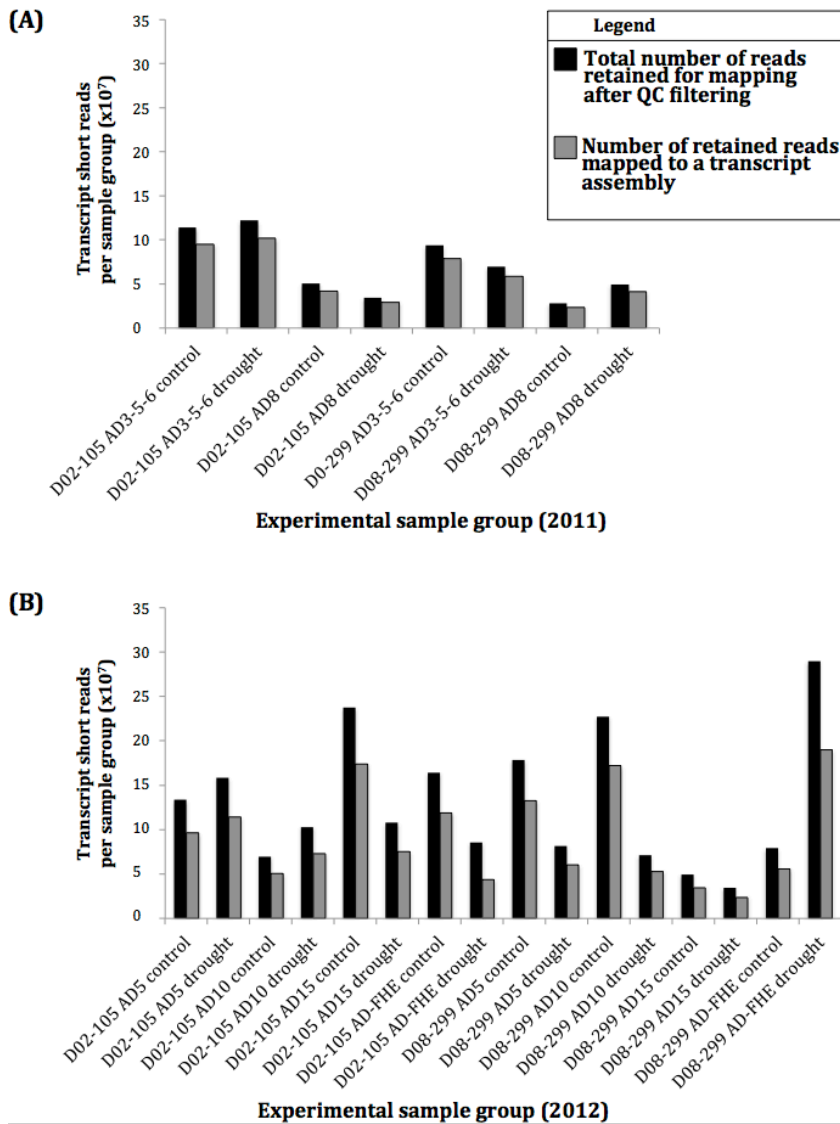 (A)
35
30
25
20
15
10
5
0
Transcript short reads
per sample group (x10⁷)
Legend
Total number of reads
retained for mapping
after QC filtering
Number of retained reads
mapped to a transcript
assembly
D02-105 AD3-5-6 control
D02-105 AD3-5-6 drought
D02-105 AD8 control
D02-105 AD8 drought
D0-299 AD3-5-6 control
D08-299 AD3-5-6 drought
D08-299 AD8 control
D08-299 AD8 drought
Experimental sample group (2011)
(B)
35
30
25
20
15
10
5
0
Transcript short reads
per sample group (x10⁷)
D02-105 AD5 control
D02-105 AD5 drought
D02-105 AD10 control
D02-105 AD10 drought
D02-105 AD15 control
D02-105 AD15 drought
D02-105 AD-FHE control
D02-105 AD-FHE drought
D08-299 AD5 control
D08-299 AD5 drought
D08-299 AD10 control
D08-299 AD10 drought
D08-299 AD15 control
D08-299 AD15 drought
D08-299 AD-FHE control
D08-299 AD-FHE drought
Experimental sample group (2012)